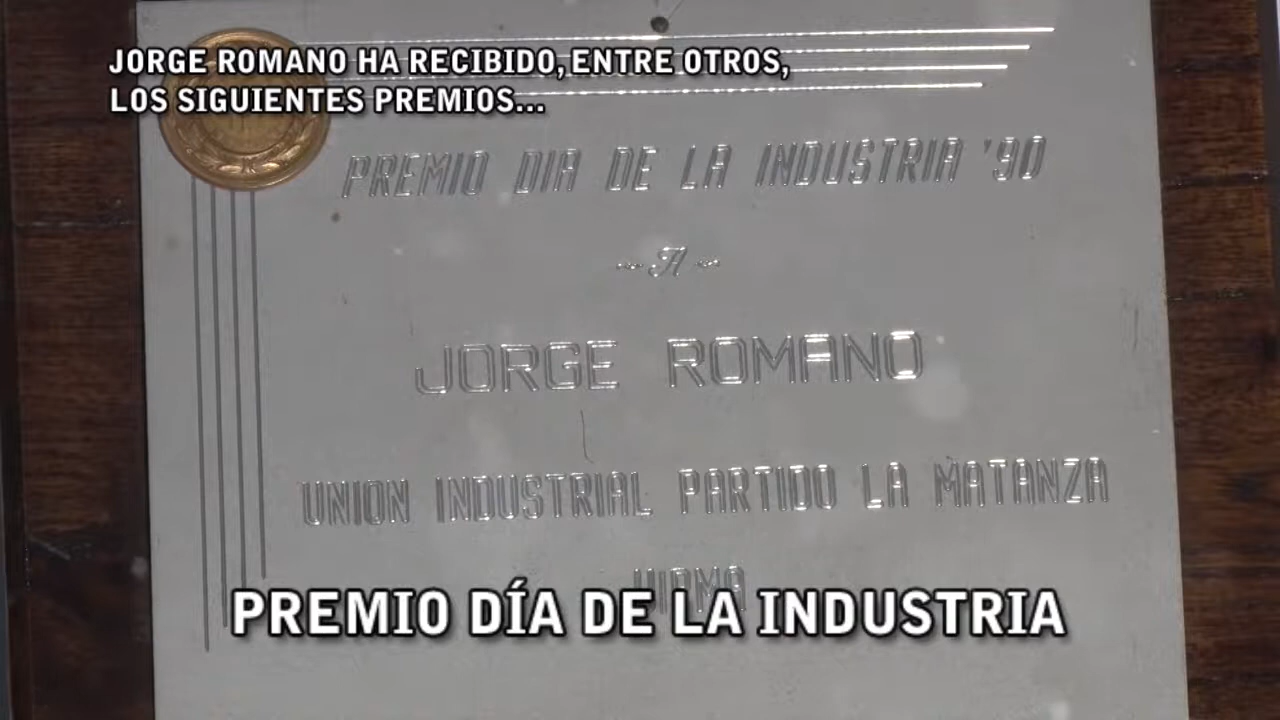 JORGE ROMANO HA RECIBIDO, ENTRE OTROS,
LOS SIGUIENTES PREMIOS...
PREMIO DIA DE LA INDUSTRIA '90
A
JORGE ROMANO
UNION INDUSTRIAL PARTIDO LA MATANZA
PREMIO DÍA DE LA INDUSTRIA